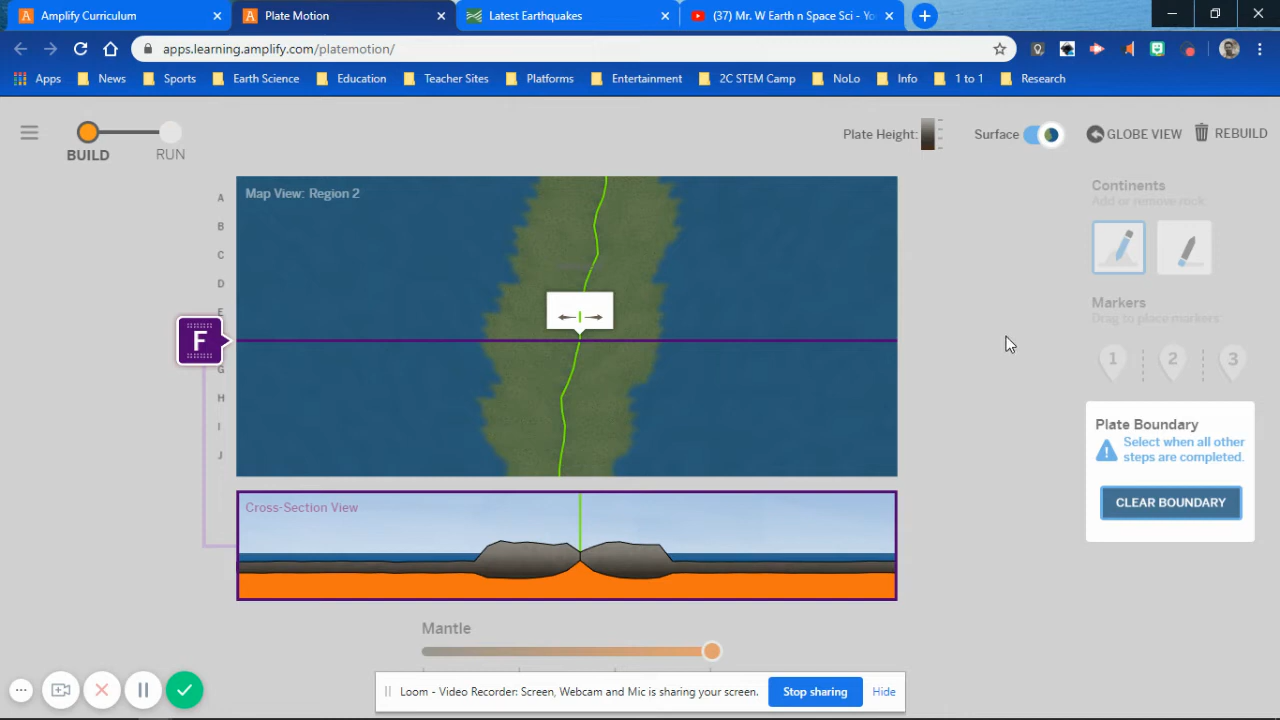 Amplify Curriculum
Plate Motion
Latest Earthquakes
(37) Mr. W Earth n Space Sci - Yo
apps.learning.amplify.com/platemotion/
Apps News Sports Earth Science Education Teacher Sites Platforms Entertainment 2C STEM Camp NoLo Info 1 to 1 Research
BUILD
RUN
Plate Height:
Surface
GLOBE VIEW
REBUILD
Map View: Region 2
A
B
C
D
E
F
G
H
I
J
Continents
Add or remove rock.
Markers
Drag to place markers.
1 2 3
Plate Boundary
Select when all other
steps are completed.
CLEAR BOUNDARY
Cross-Section View
Mantle
Loom - Video Recorder: Screen, Webcam and Mic is sharing your screen.
Stop sharing
Hide